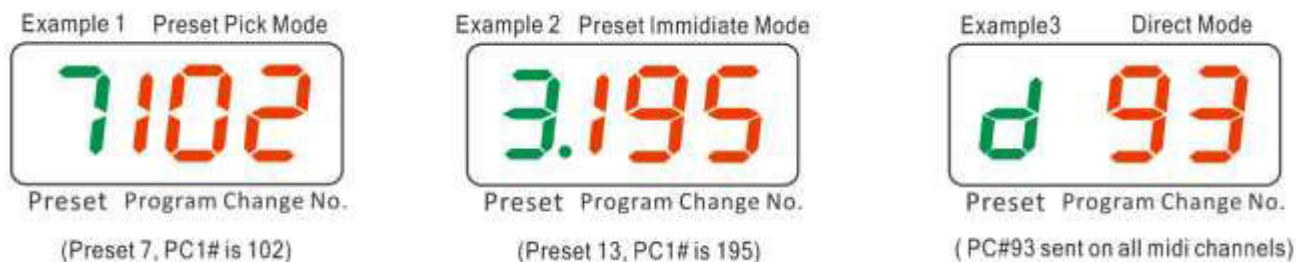 Example 1 Preset Pick Mode
7102
Preset Program Change No.
(Preset 7, PC1# is 102)
Example 2 Preset Immidiate Mode
3.195
Preset Program Change No.
(Preset 13, PC1# is 195)
Example3 Direct Mode
d 93
Preset Program Change No.
( PC#93 sent on all midi channels)